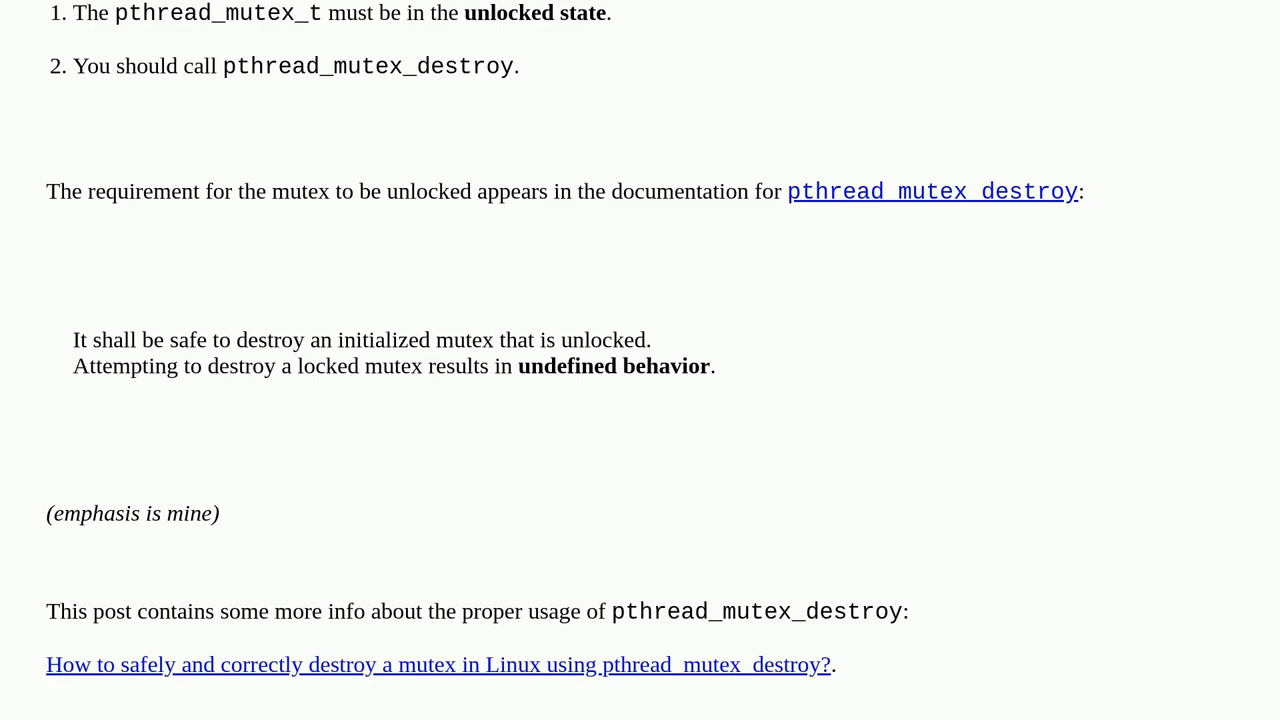 1. The pthread_mutex_t must be in the unlocked state.
2. You should call pthread_mutex_destroy.
The requirement for the mutex to be unlocked appears in the documentation for pthread_mutex_destroy:
It shall be safe to destroy an initialized mutex that is unlocked.
Attempting to destroy a locked mutex results in undefined behavior.
(emphasis is mine)
This post contains some more info about the proper usage of pthread_mutex_destroy:
How to safely and correctly destroy a mutex in Linux using pthread_mutex_destroy?.